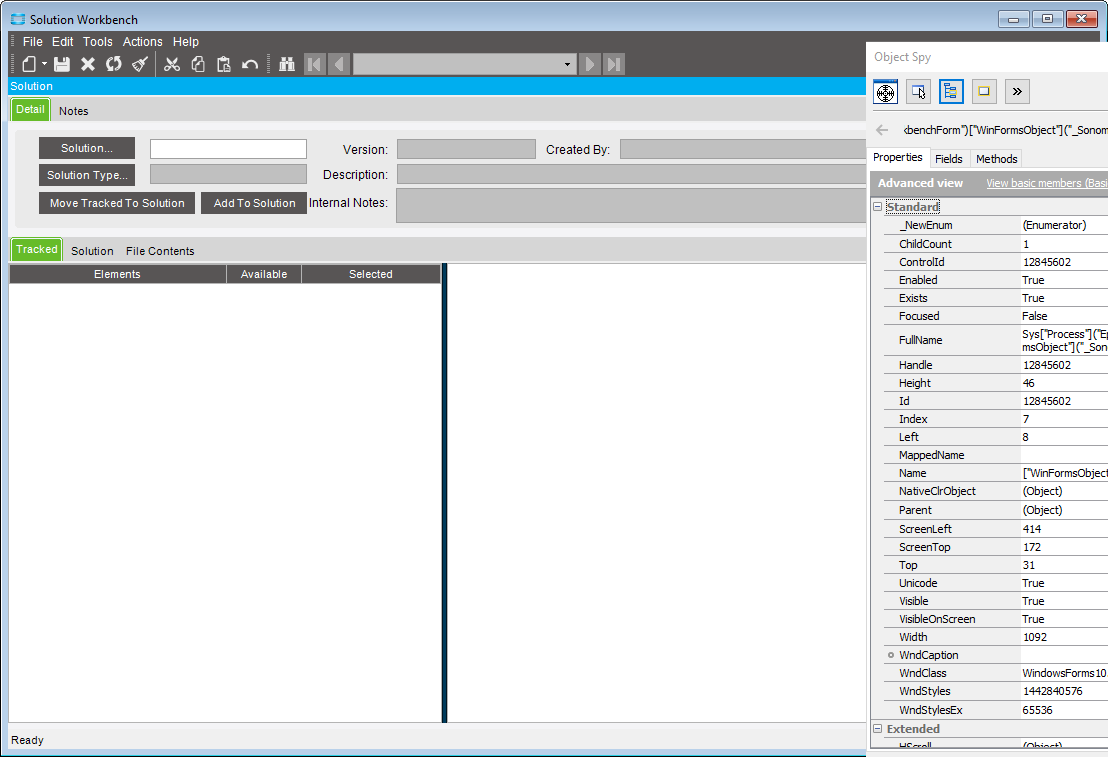 Solution Workbench
File Edit Tools Actions Help
Solution
Detail Notes
Solution... Version: Created By:
Solution Type... Description:
Move Tracked To Solution Add To Solution Internal Notes:
Tracked Solution File Contents
Elements Available Selected
Ready
Object Spy
benchForm")["WinFormsObject"]("_Sonom
Properties Fields Methods
Advanced view View basic members (Basi
Standard
_NewEnum (Enumerator)
ChildCount 1
ControlId 12845602
Enabled True
Exists True
Focused False
FullName Sys["Process"]("Ep
msObject"]("_Son
Handle 12845602
Height 46
Id 12845602
Index 7
Left 8
MappedName
Name ["WinFormsObject
NativeClrObject (Object)
Parent (Object)
ScreenLeft 414
ScreenTop 172
Top 31
Unicode True
Visible True
VisibleOnScreen True
Width 1092
WndCaption
WndClass WindowsForms10.
WndStyles 1442840576
WndStylesEx 65536
Extended
HScroll (Object)